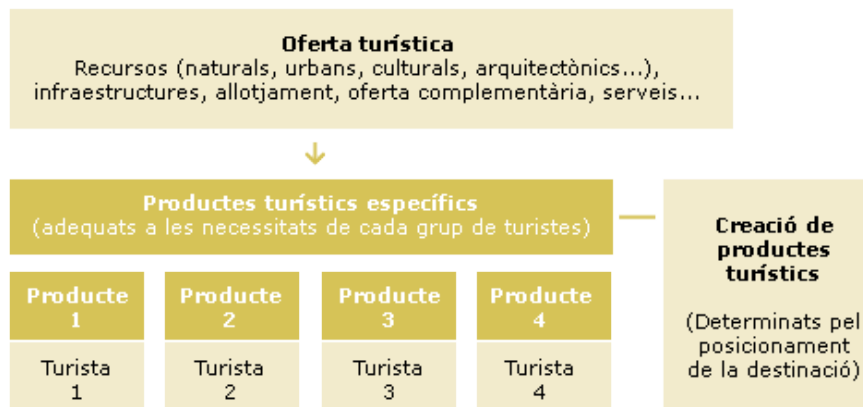 Oferta turística
Recursos (naturals, urbans, culturals, arquitectònics...),
infraestructures, allotjament, oferta complementària, serveis...
Productes turístics específics
(adequats a les necessitats de cada grup de turistes)
Producte
1
Producte
2
Producte
3
Producte
4
Turista
1
Turista
2
Turista
3
Turista
4
Creació de
productes
turístics
(Determinats pel
posicionament
de la destinació)